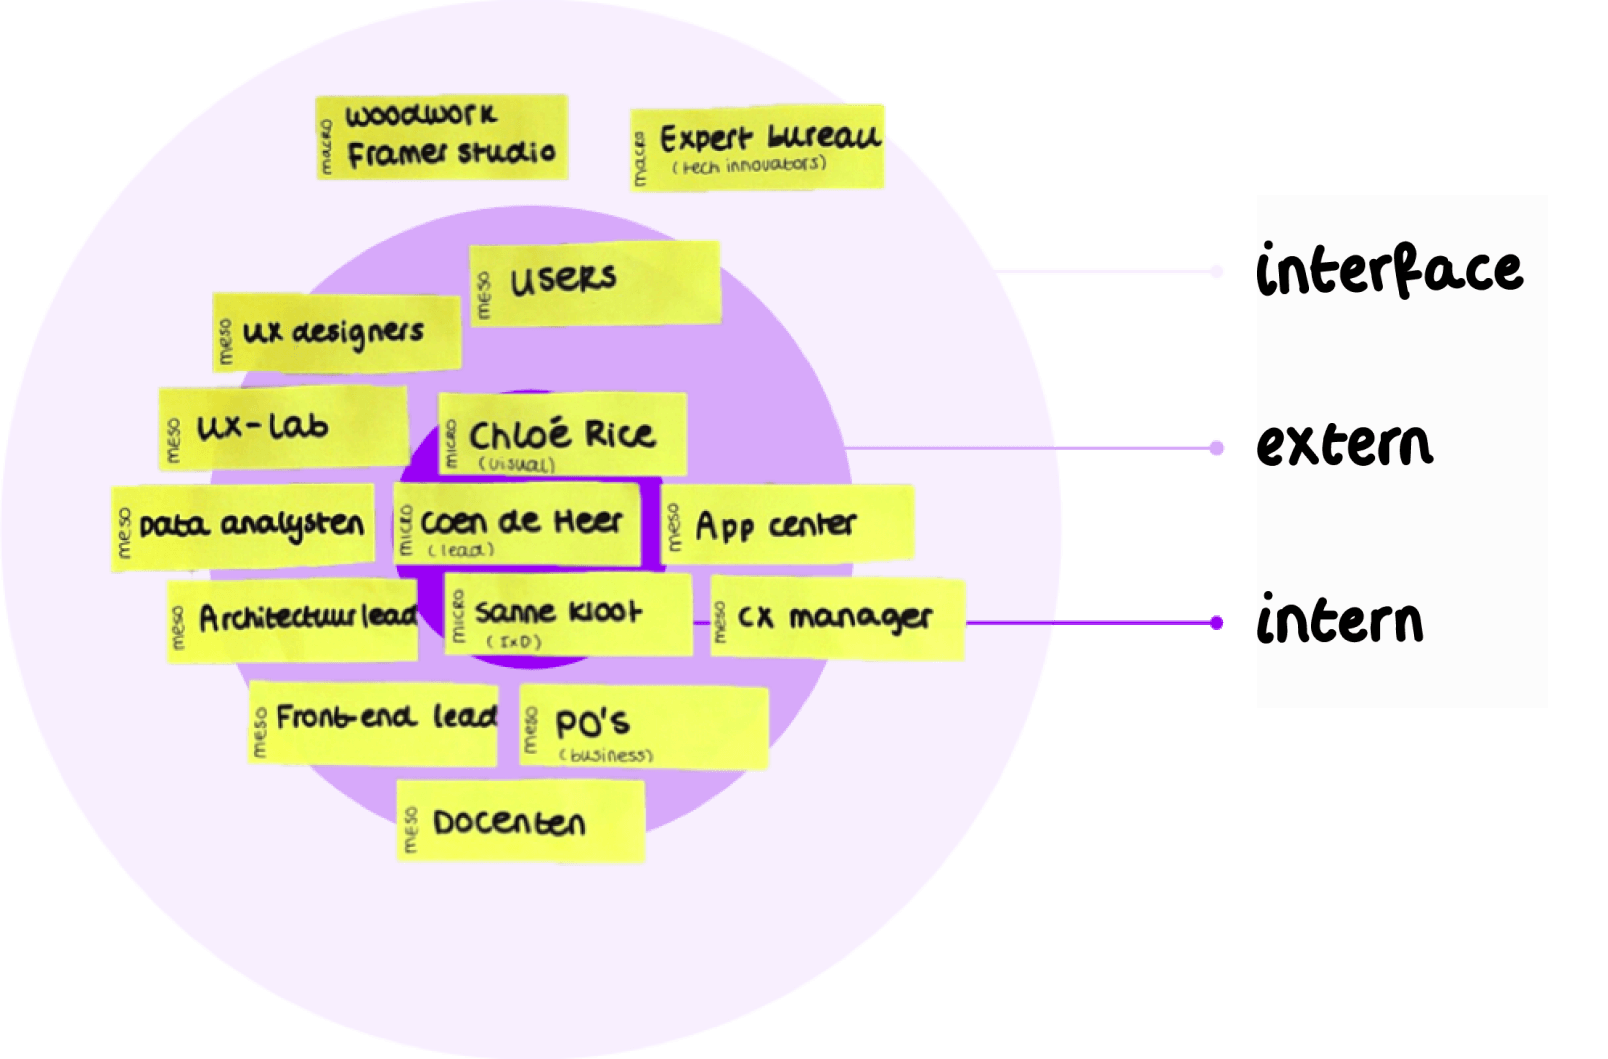 macro
woodwork
Framer studio
macro
Expert bureau
(tech innovators)
meso
users
meso
ux designers
interface
meso
ux-lab
micro
Chloé Rice
(visual)
extern
meso
Data analysten
micro
Coen de Heer
(lead)
meso
App center
meso
Architectuur lead
micro
Sanne Kloot
(IxD)
meso
CX manager
intern
meso
Front-end lead
meso
PO's
(business)
meso
Docenten